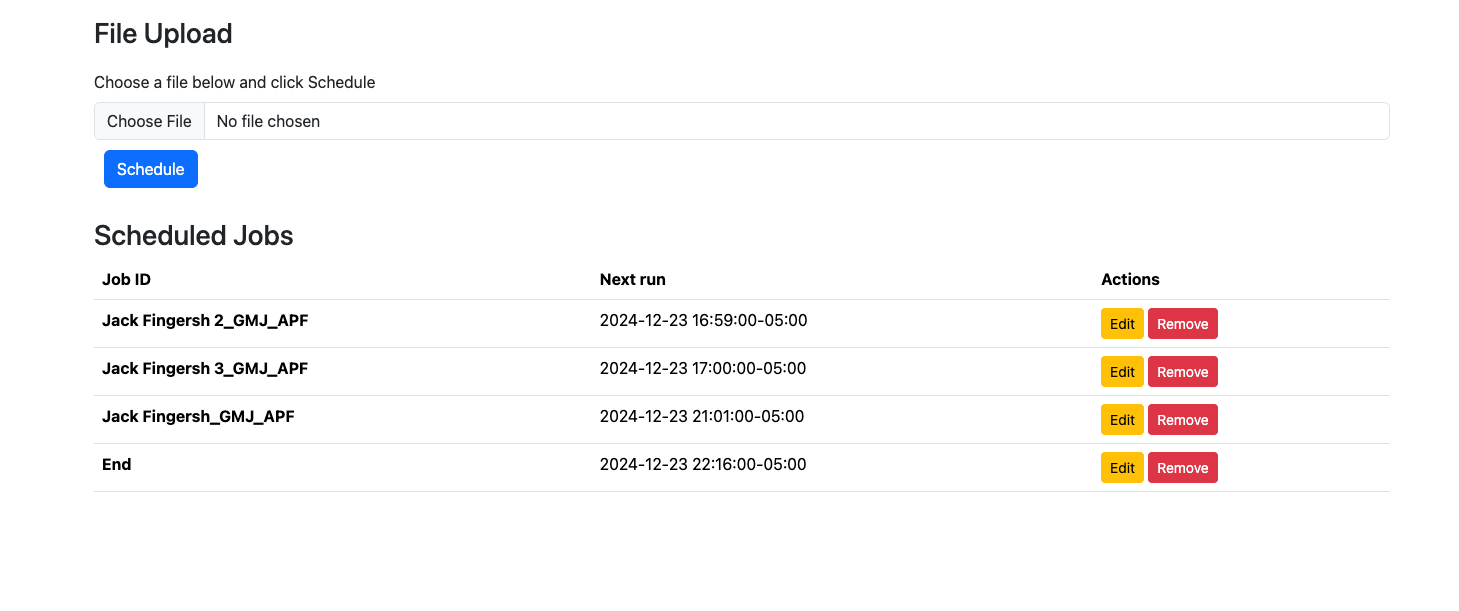 File Upload
Choose a file below and click Schedule
Choose File No file chosen
Schedule
Scheduled Jobs
Job ID Next run Actions
Jack Fingersh 2_GMJ_APF 2024-12-23 16:59:00-05:00 Edit Remove
Jack Fingersh 3_GMJ_APF 2024-12-23 17:00:00-05:00 Edit Remove
Jack Fingersh_GMJ_APF 2024-12-23 21:01:00-05:00 Edit Remove
End 2024-12-23 22:16:00-05:00 Edit Remove